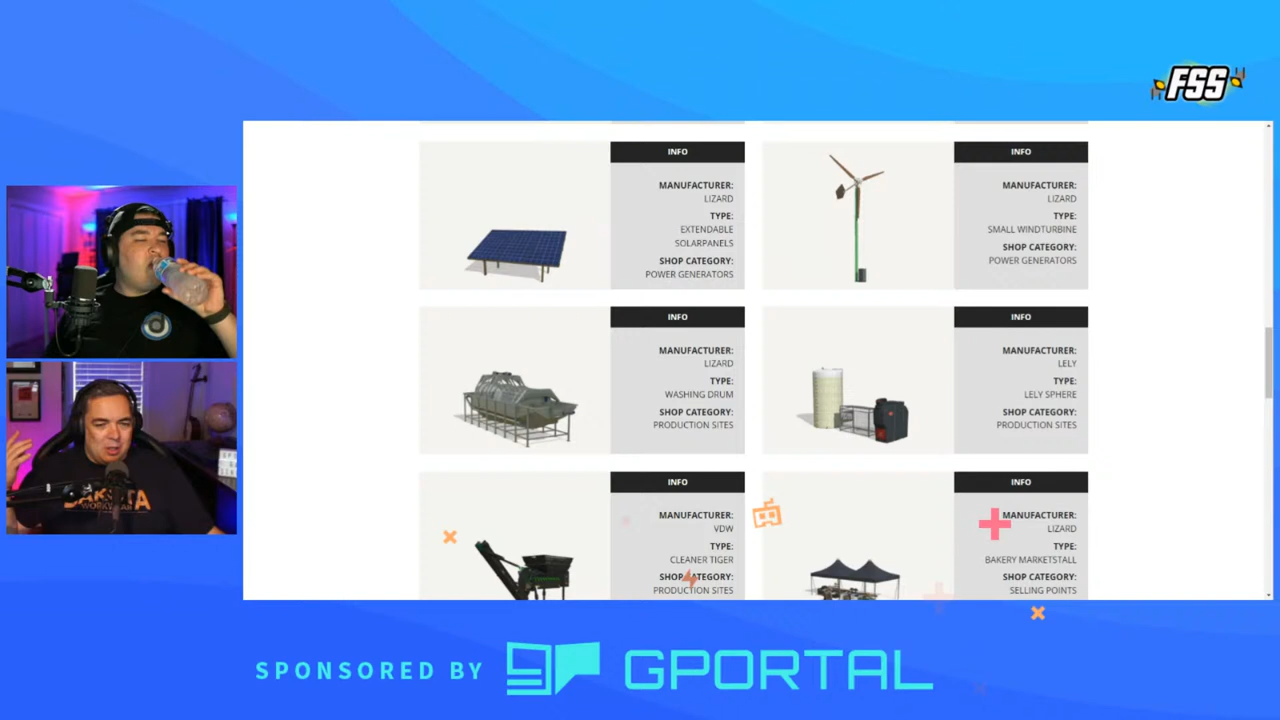 FSS
INFO
MANUFACTURER:
LIZARD
TYPE:
EXTENDABLE
SOLARPANELS
SHOP CATEGORY:
POWER GENERATORS
INFO
MANUFACTURER:
LIZARD
TYPE:
SMALL WINDTURBINE
SHOP CATEGORY:
POWER GENERATORS
INFO
MANUFACTURER:
LIZARD
TYPE:
WASHING DRUM
SHOP CATEGORY:
PRODUCTION SITES
INFO
MANUFACTURER:
LELY
TYPE:
LELY SPHERE
SHOP CATEGORY:
PRODUCTION SITES
INFO
MANUFACTURER:
VDW
TYPE:
CLEANER TIGER
SHOP CATEGORY:
PRODUCTION SITES
INFO
MANUFACTURER:
LIZARD
TYPE:
BAKERY MARKETSTALL
SHOP CATEGORY:
SELLING POINTS
SPONSORED BY
GPORTAL